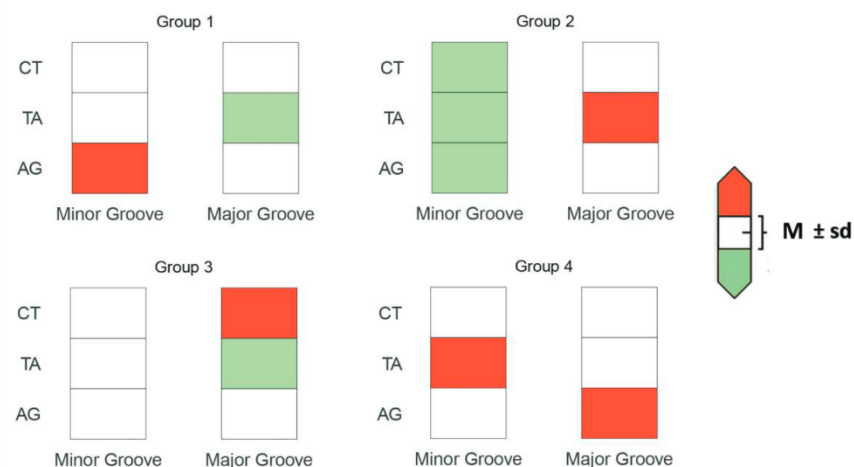 Group 1
CT
TA
AG
Minor Groove Major Groove
Group 2
CT
TA
AG
Minor Groove Major Groove
M ± sd
Group 3
CT
TA
AG
Minor Groove Major Groove
Group 4
CT
TA
AG
Minor Groove Major Groove